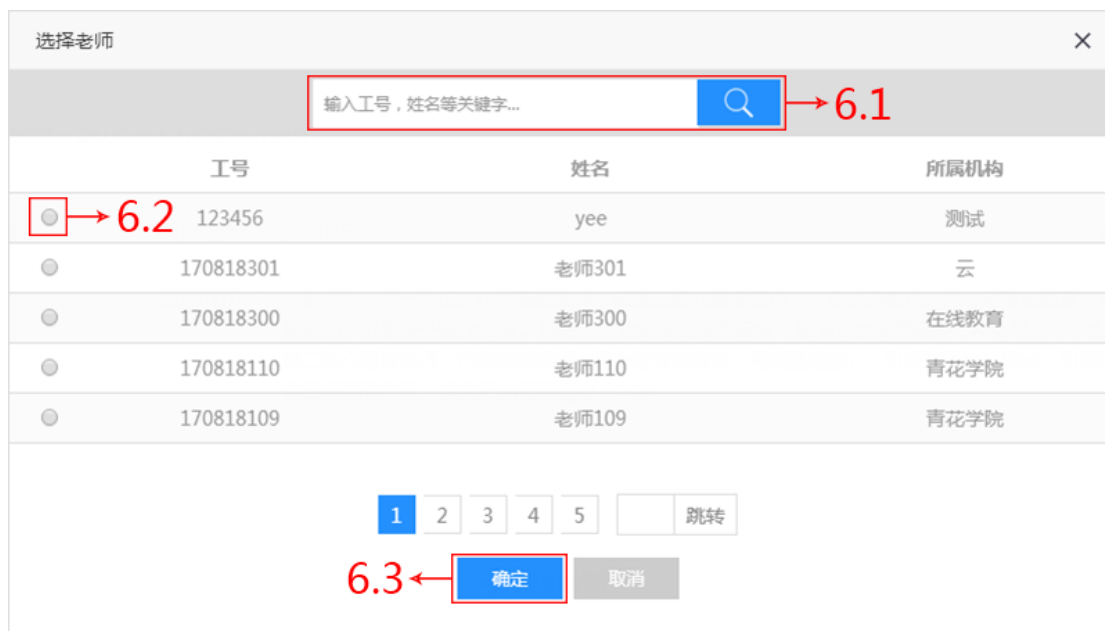 选择老师
输入工号，姓名等关键字...
6.1
工号 姓名 所属机构
6.2 123456 yee 测试
170818301 老师301 云
170818300 老师300 在线教育
170818110 老师110 青花学院
170818109 老师109 青花学院
1 2 3 4 5 跳转
6.3 确定 取消